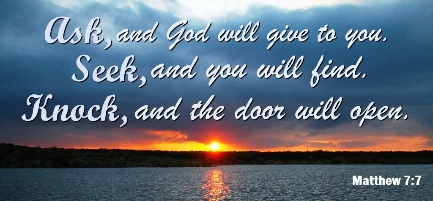 Ask, and God will give to you.
Seek, and you will find.
Knock, and the door will open.
Matthew 7:7